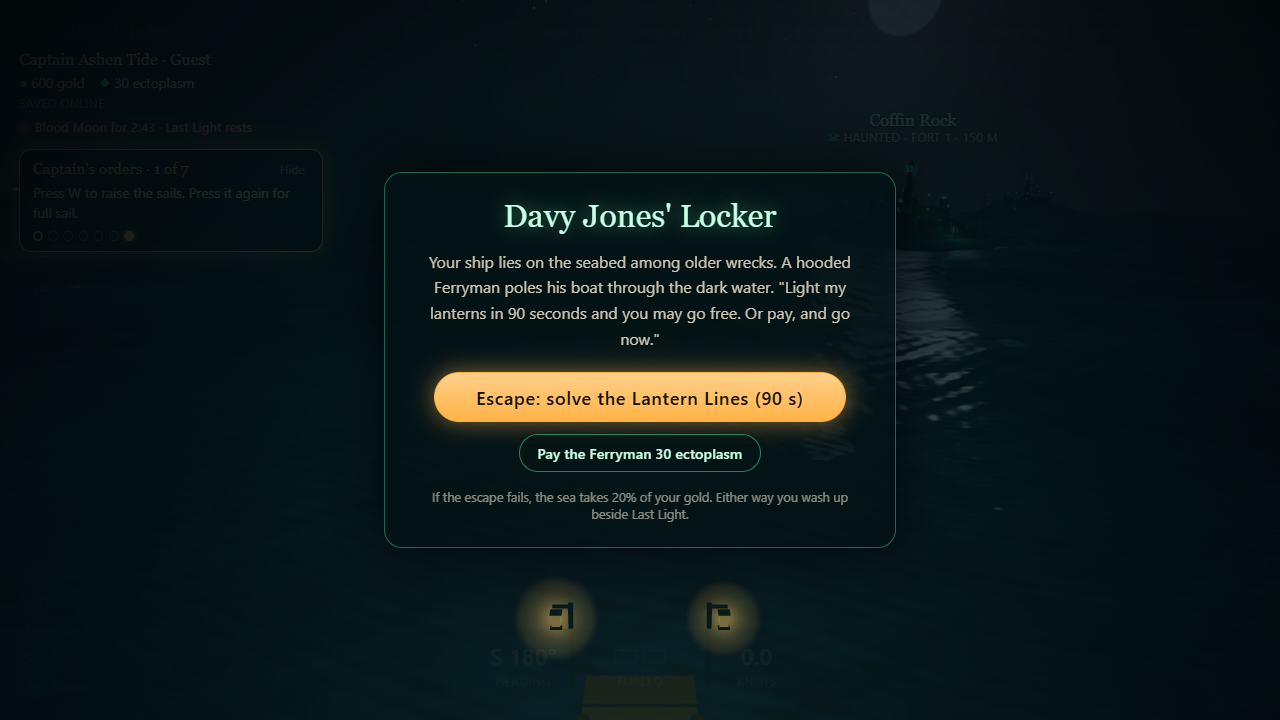 Captain Ashen Tide - Guest
600 gold 30 ectoplasm
SAVED ONLINE
Blood Moon for 2:43 · Last Light rests
Captain's orders · 1 of 7 Hide
Press W to raise the sails. Press it again for
full sail.
Coffin Rock
HAUNTED · FORT 1 · 150 M
Davy Jones' Locker
Your ship lies on the seabed among older wrecks. A hooded
Ferryman poles his boat through the dark water. "Light my
lanterns in 90 seconds and you may go free. Or pay, and go
now."
Escape: solve the Lantern Lines (90 s)
Pay the Ferryman 30 ectoplasm
If the escape fails, the sea takes 20% of your gold. Either way you wash up
beside Last Light.
S 180° 0.0
HEADING FURLED KNOTS